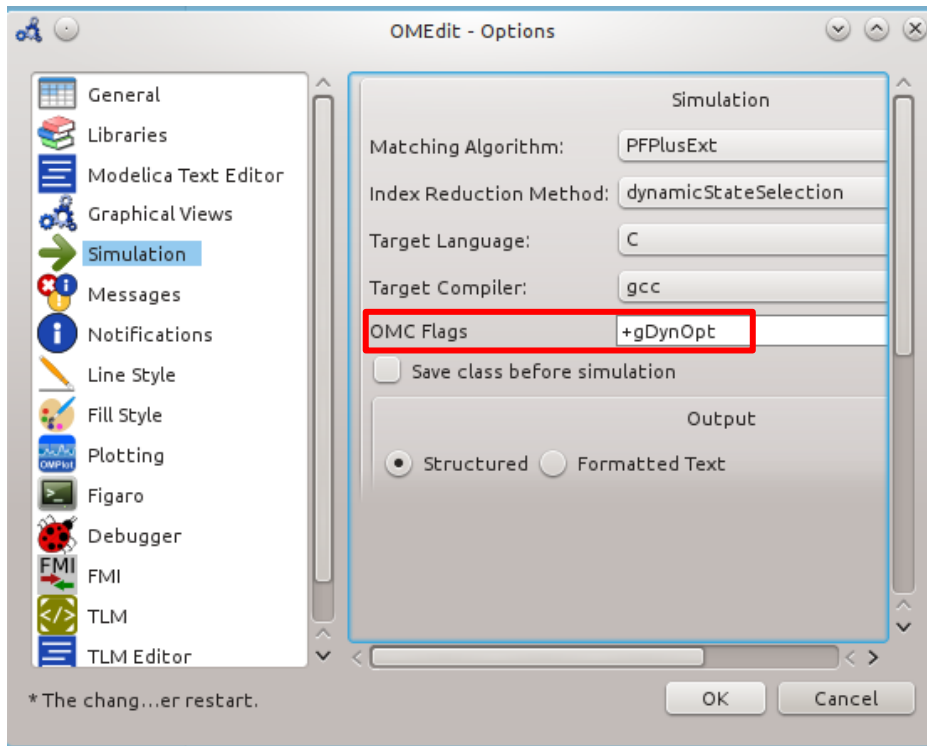 OMEdit - Options
General
Libraries
Modelica Text Editor
Graphical Views
Simulation
Messages
Notifications
Line Style
Fill Style
OMPlot
Plotting
Figaro
Debugger
FMI
FMI
TLM
TLM Editor
Simulation
Matching Algorithm: PFPlusExt
Index Reduction Method: dynamicStateSelection
Target Language: C
Target Compiler: gcc
OMC Flags +gDynOpt
Save class before simulation
Output
Structured Formatted Text
* The chang...er restart.
OK Cancel